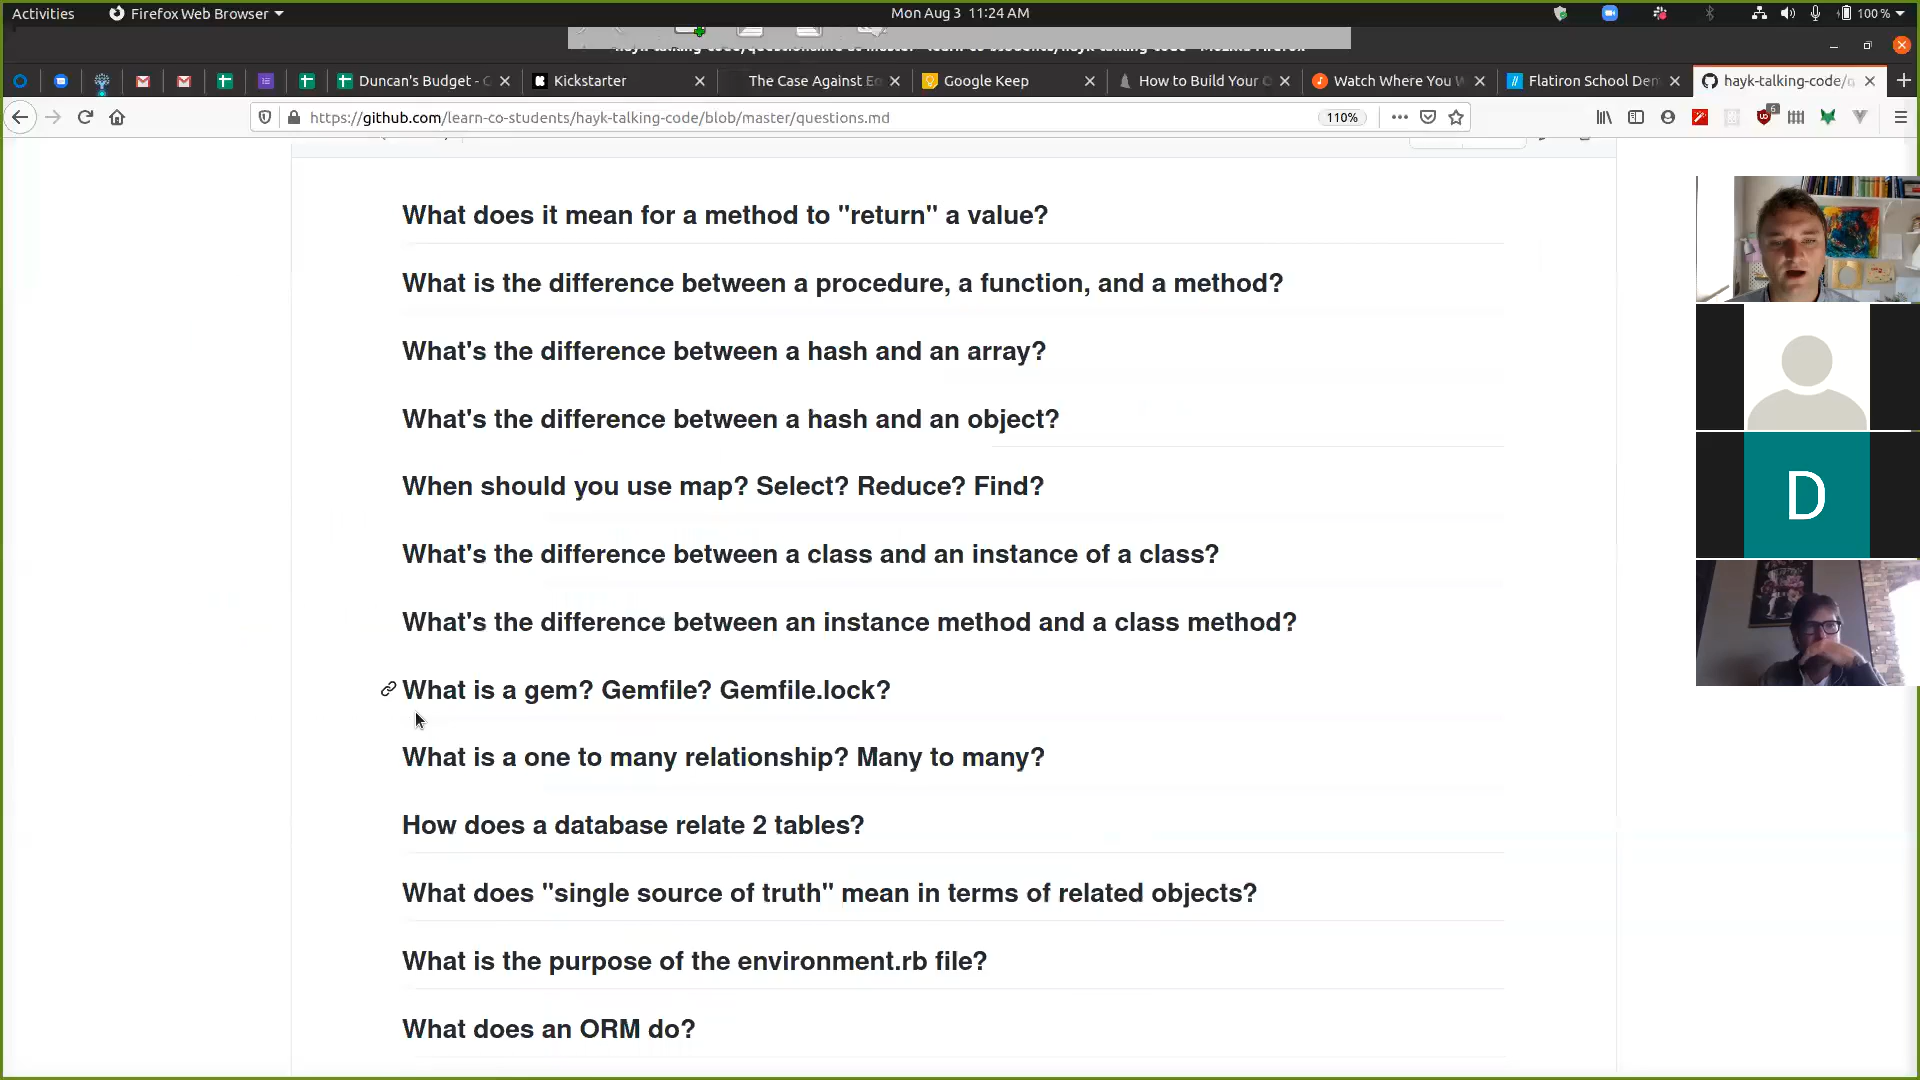 Activities
Firefox Web Browser
Mon Aug 3 11:24 AM
100 %
Duncan's Budget -
Kickstarter
The Case Against
Google Keep
How to Build Your
Watch Where You
Flatiron School De
hayk-talking-code/
https://github.com/learn-co-students/hayk-talking-code/blob/master/questions.md
110%
6
What does it mean for a method to "return" a value?
What is the difference between a procedure, a function, and a method?
What's the difference between a hash and an array?
What's the difference between a hash and an object?
When should you use map? Select? Reduce? Find?
What's the difference between a class and an instance of a class?
What's the difference between an instance method and a class method?
What is a gem? Gemfile? Gemfile.lock?
What is a one to many relationship? Many to many?
How does a database relate 2 tables?
What does "single source of truth" mean in terms of related objects?
What is the purpose of the environment.rb file?
What does an ORM do?
D